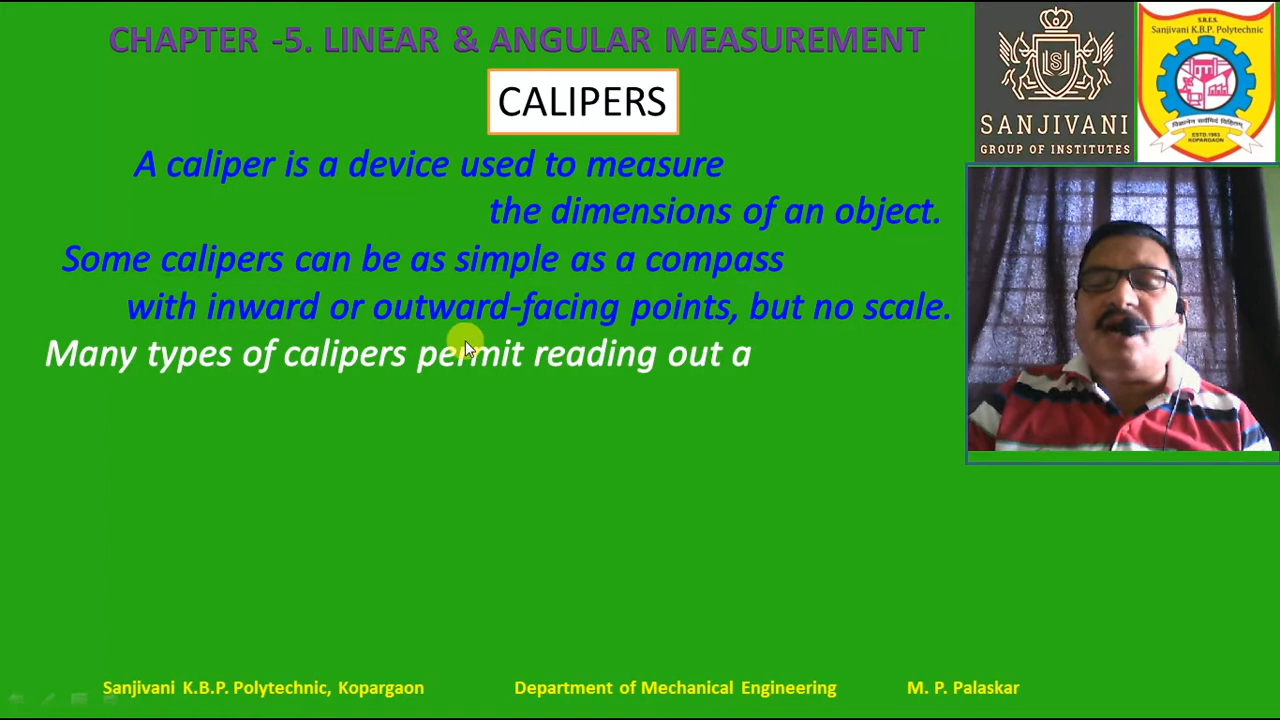 CHAPTER -5. LINEAR & ANGULAR MEASUREMENT
CALIPERS
A caliper is a device used to measure
the dimensions of an object.
Some calipers can be as simple as a compass
with inward or outward-facing points, but no scale.
Many types of calipers permit reading out a
SANJIVANI
GROUP OF INSTITUTES
S.R.E.S.
Sanjivani K.B.P. Polytechnic
ESTD.1983
KOPARGAON
Sanjivani K.B.P. Polytechnic, Kopargaon
Department of Mechanical Engineering
M. P. Palaskar